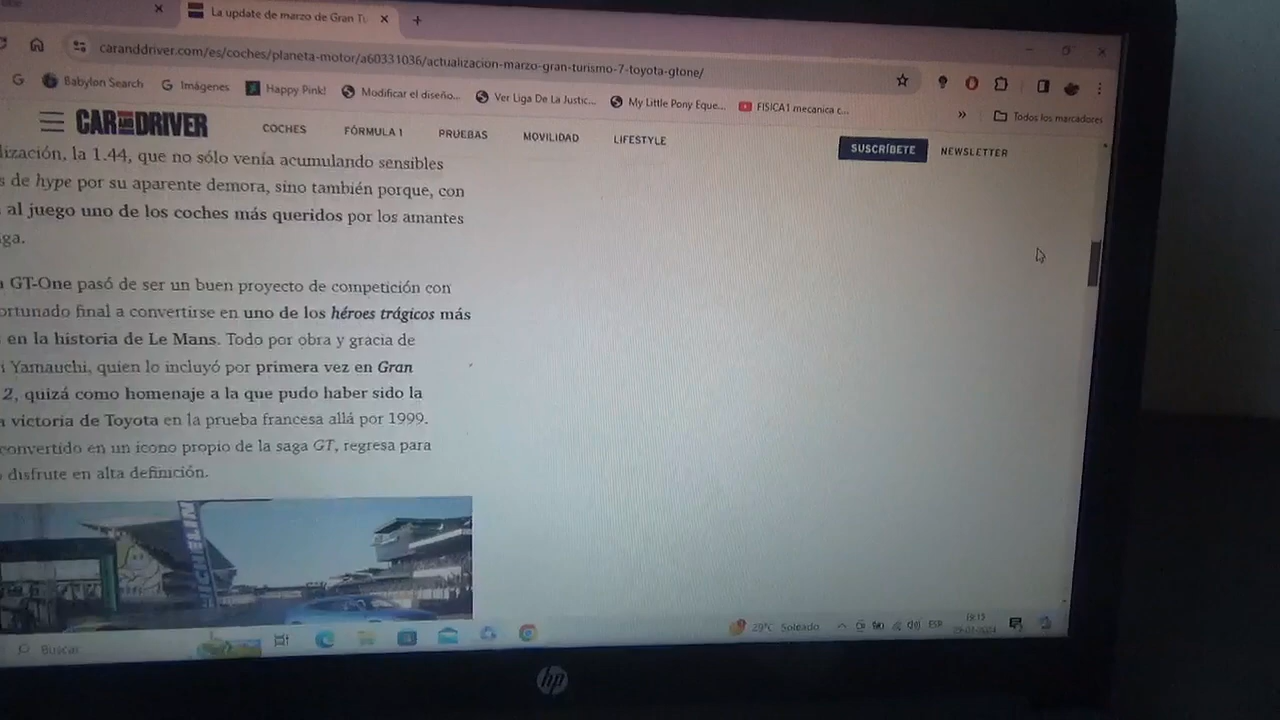 La update de marzo de Gran Tu
caranddriver.com/es/coches/planeta-motor/a60331036/actualizacion-marzo-gran-turismo-7-toyota-gtone/
G
Babylon Search
Imágenes
Happy Pink!
Modificar el diseño...
Ver Liga De La Justic...
My Little Pony Eque...
FISICA1 mecanica c...
»
Todos los marcadores
CAR AND DRIVER
COCHES
FÓRMULA 1
PRUEBAS
MOVILIDAD
LIFESTYLE
SUSCRÍBETE
NEWSLETTER
lización, la 1.44, que no sólo venía acumulando sensibles
s de hype por su aparente demora, sino también porque, con
al juego uno de los coches más queridos por los amantes
ga.
GT-One pasó de ser un buen proyecto de competición con
ortunado final a convertirse en uno de los héroes trágicos más
en la historia de Le Mans. Todo por obra y gracia de
i Yamauchi, quien lo incluyó por primera vez en Gran
2, quizá como homenaje a la que pudo haber sido la
a victoria de Toyota en la prueba francesa allá por 1999.
convertido en un icono propio de la saga GT, regresa para
disfrute en alta definición.
MICHELIN
Buscar
29°C Soleado
ESP
19:15
hp